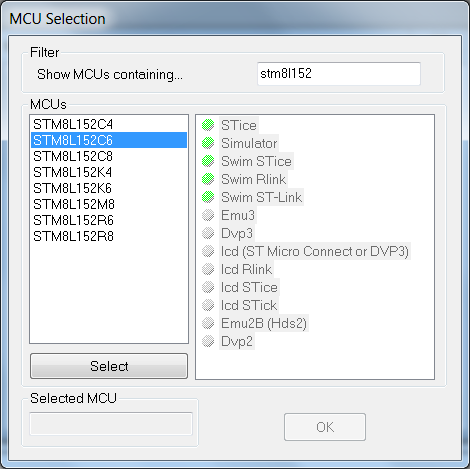 MCU Selection
Filter
Show MCUs containing... stm8l152
MCUs
STM8L152C4
STM8L152C6
STM8L152C8
STM8L152K4
STM8L152K6
STM8L152M8
STM8L152R6
STM8L152R8
Select
STice
Simulator
Swim STice
Swim Rlink
Swim ST-Link
Emu3
Dvp3
Icd (ST Micro Connect or DVP3)
Icd Rlink
Icd STice
Icd STick
Emu2B (Hds2)
Dvp2
Selected MCU
OK